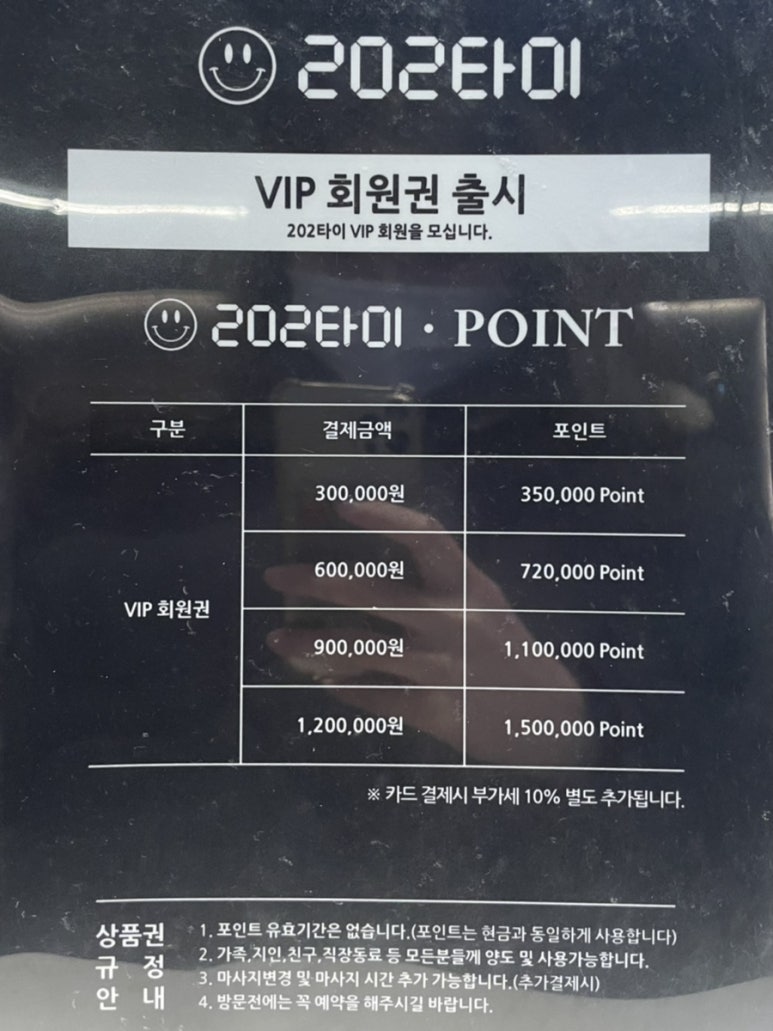 202타이
VIP 회원권 출시
202타이 VIP 회원을 모십니다.
202타이 · POINT
구분 결제금액 포인트
300,000원 350,000 Point
600,000원 720,000 Point
VIP 회원권
900,000원 1,100,000 Point
1,200,000원 1,500,000 Point
※ 카드 결제시 부가세 10% 별도 추가됩니다.
상품권
규 정
안 내
1. 포인트 유효기간은 없습니다.(포인트는 현금과 동일하게 사용합니다)
2. 가족,지인,친구,직장동료 등 모든분들께 양도 및 사용가능합니다.
3. 마사지변경 및 마사지 시간 추가 가능합니다.(추가결제시)
4. 방문전에는 꼭 예약을 해주시길 바랍니다.